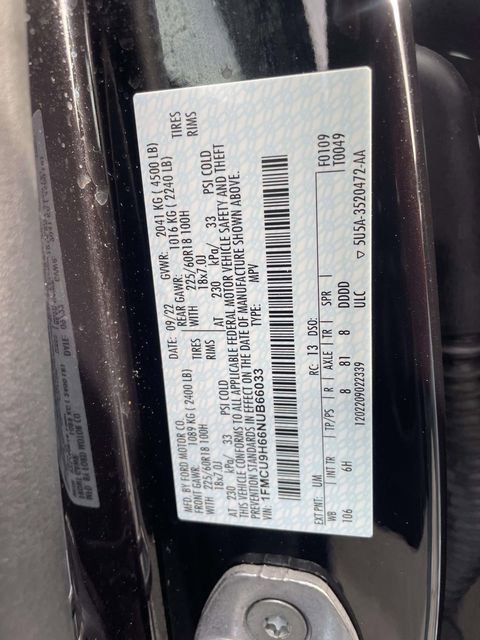 MFD. BY FORD MOTOR CO. 09/22 GVWR: 2041 KG ( 4500 LB)
FRONT GAWR: 1089 KG ( 2400 LB) REAR GAWR: 1016 KG ( 2240 LB)
WITH 225/60R18 100H TIRES WITH 225/60R18 100H TIRES
18x7.0J RIMS 18x7.0J RIMS
AT 230 kPa/ 33 PSI COLD AT 230 kPa/ 33 PSI COLD
THIS VEHICLE CONFORMS TO ALL APPLICABLE FEDERAL MOTOR VEHICLE SAFETY AND THEFT
PREVENTION STANDARDS IN EFFECT ON THE DATE OF MANUFACTURE SHOWN ABOVE.
VIN: 1FMCU9H66NUB66033 TYPE: MPV
F0109
T0049
EXT PNT: UM RC: 13 DSO:
WB | INT TR | TP/PS | R | AXLE | TR | SPR
106 6H 8 81 8 DDDD
ULC
1202209022339 5U5A-3520472-AA